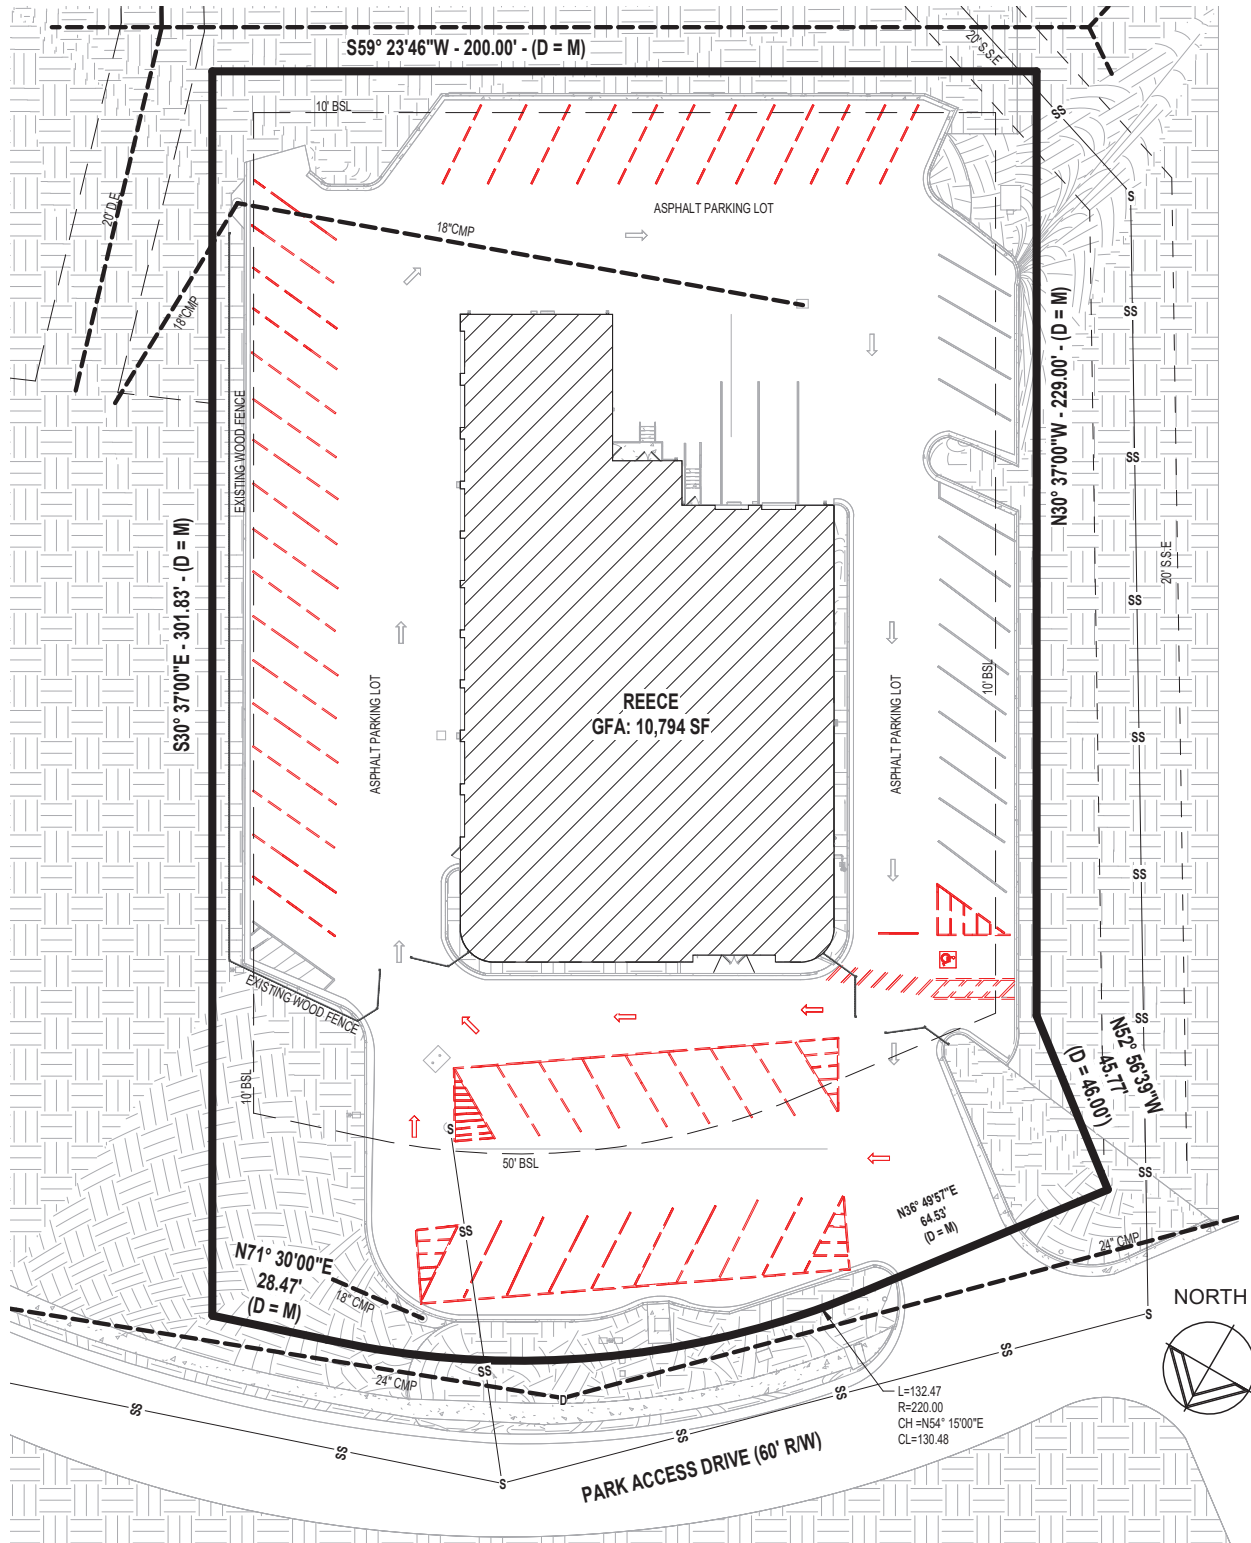 S59° 23'46"W - 200.00' - (D = M)
20' S.S.E
10' BSL
SS
20' D.E
ASPHALT PARKING LOT
S
18"CMP
18"CMP
SS
N30° 37'00"W - 229.00' - (D = M)
EXISTING WOOD FENCE
SS
S30° 37'00"E - 301.83' - (D = M)
20' S.S.E
SS
REECE
GFA: 10,794 SF
10' BSL
ASPHALT PARKING LOT
ASPHALT PARKING LOT
SS
SS
EXISTING WOOD FENCE
SS
N52° 56'39"W
45.77'
(D = 46.00')
10' BSL
S
50' BSL
SS
N36° 49'57"E
64.53'
(D = M)
SS
24" CMP
N71° 30'00"E
28.47'
(D = M)
18" CMP
NORTH
S
SS
SS
24" CMP
D
SS
L=132.47
R=220.00
CH =N54° 15'00"E
CL=130.48
SS
SS
SS
S
PARK ACCESS DRIVE (60' R/W)